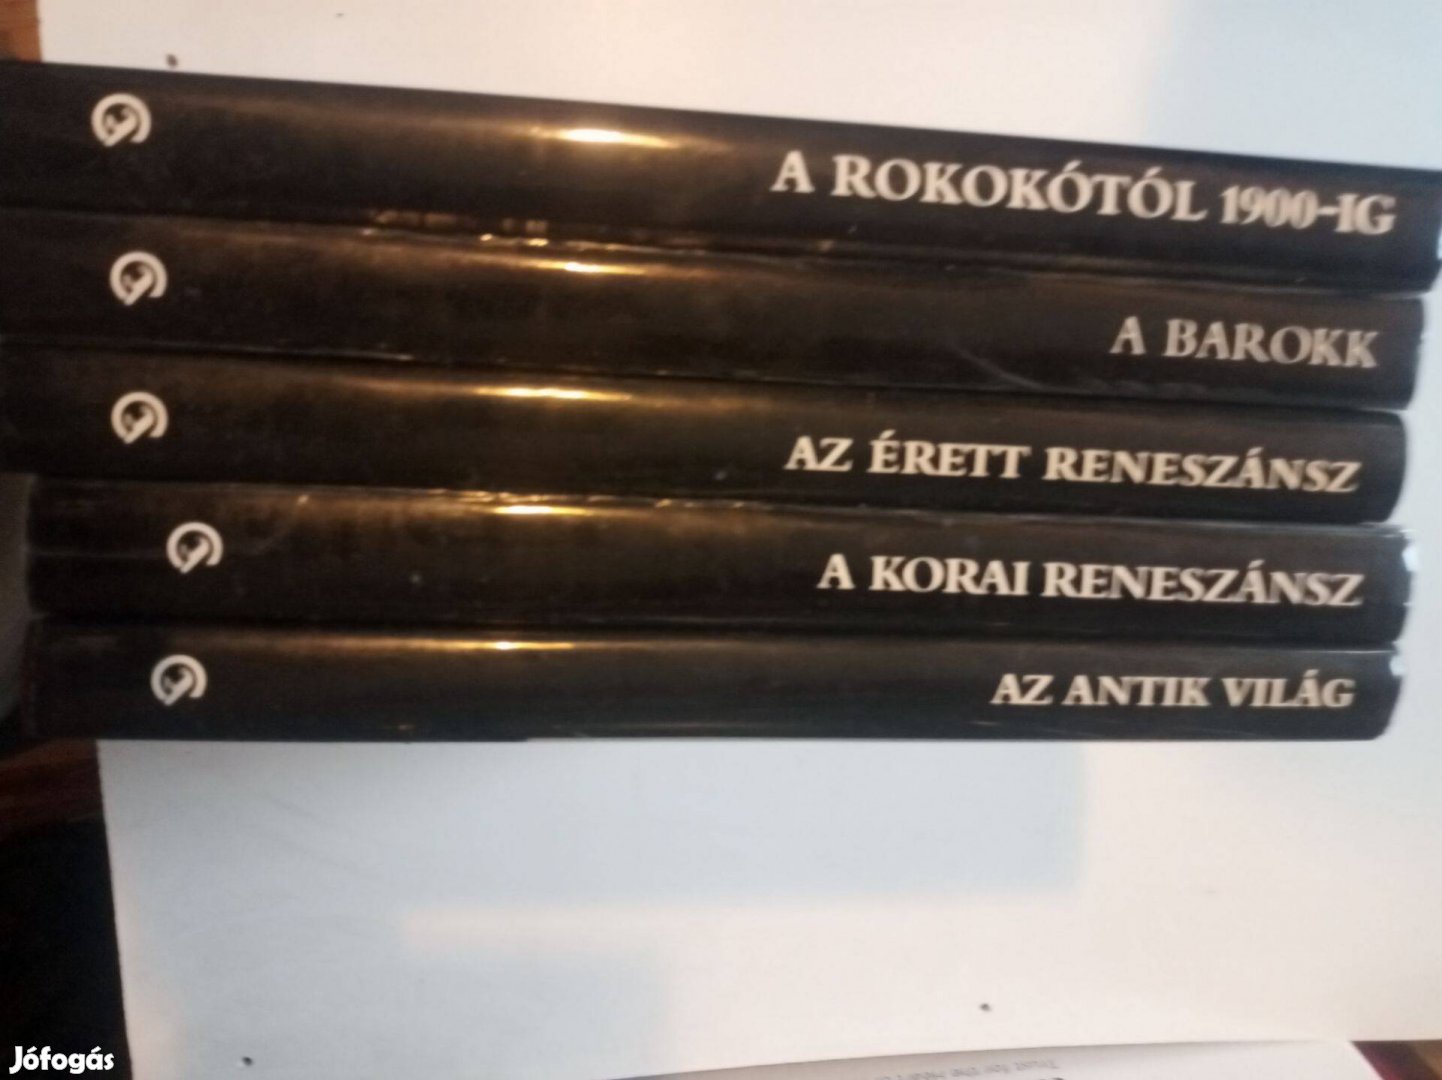 A ROKOKÓTÓL 1900-IG
A BAROKK
AZ ÉRETT RENESZÁNSZ
A KORAI RENESZÁNSZ
AZ ANTIK VILÁG
Jófogás